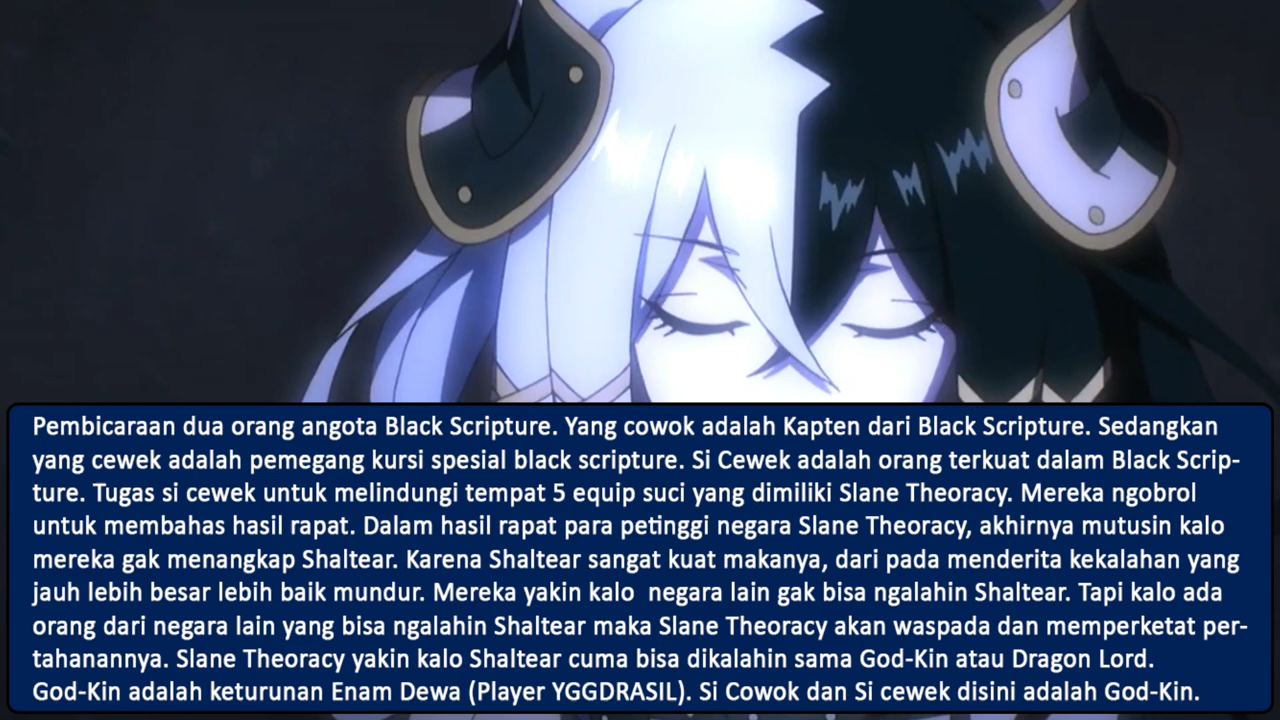 Pembicaraan dua orang angota Black Scripture. Yang cowok adalah Kapten dari Black Scripture. Sedangkan
yang cewek adalah pemegang kursi spesial black scripture. Si Cewek adalah orang terkuat dalam Black Scrip-
ture. Tugas si cewek untuk melindungi tempat 5 equip suci yang dimiliki Slane Theoracy. Mereka ngobrol
untuk membahas hasil rapat. Dalam hasil rapat para petinggi negara Slane Theoracy, akhirnya mutusin kalo
mereka gak menangkap Shaltear. Karena Shaltear sangat kuat makanya, dari pada menderita kekalahan yang
jauh lebih besar lebih baik mundur. Mereka yakin kalo  negara lain gak bisa ngalahin Shaltear. Tapi kalo ada
orang dari negara lain yang bisa ngalahin Shaltear maka Slane Theoracy akan waspada dan memperketat per-
tahanannya. Slane Theoracy yakin kalo Shaltear cuma bisa dikalahin sama God-Kin atau Dragon Lord.
God-Kin adalah keturunan Enam Dewa (Player YGGDRASIL). Si Cowok dan Si cewek disini adalah God-Kin.